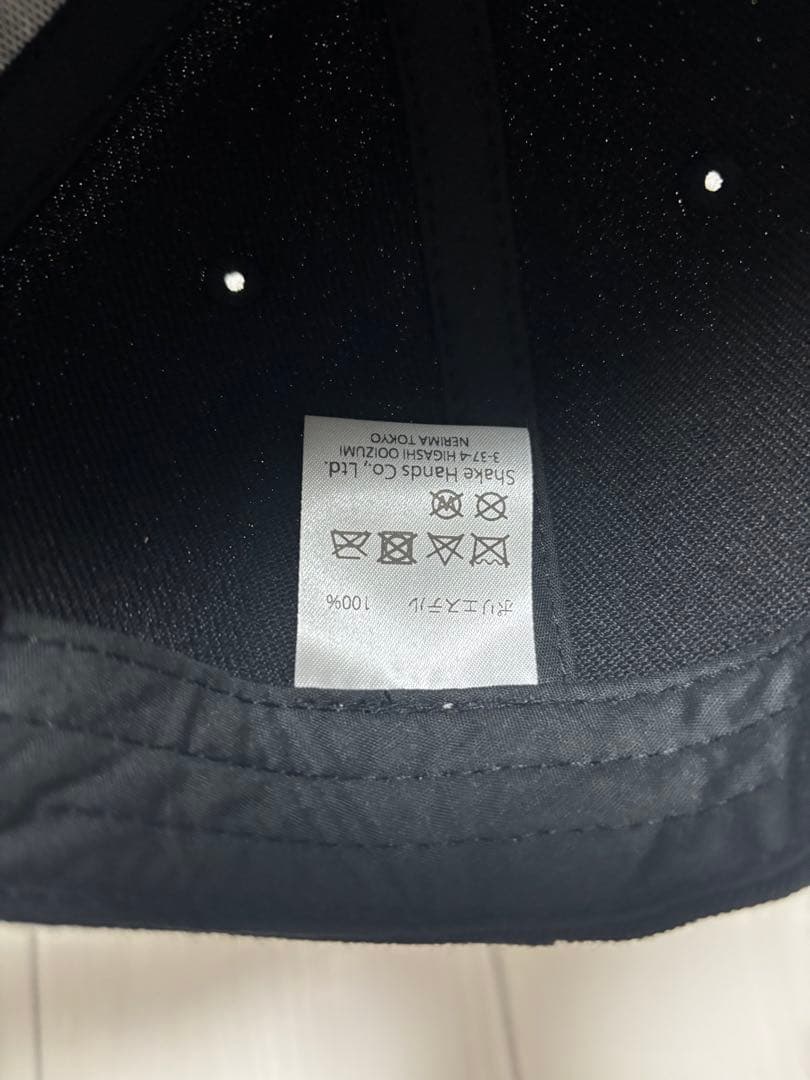 ポリエステル 100%
Shake Hands Co., Ltd.
3-37-4 HIGASHI OOIZUMI
NERIMA TOKYO